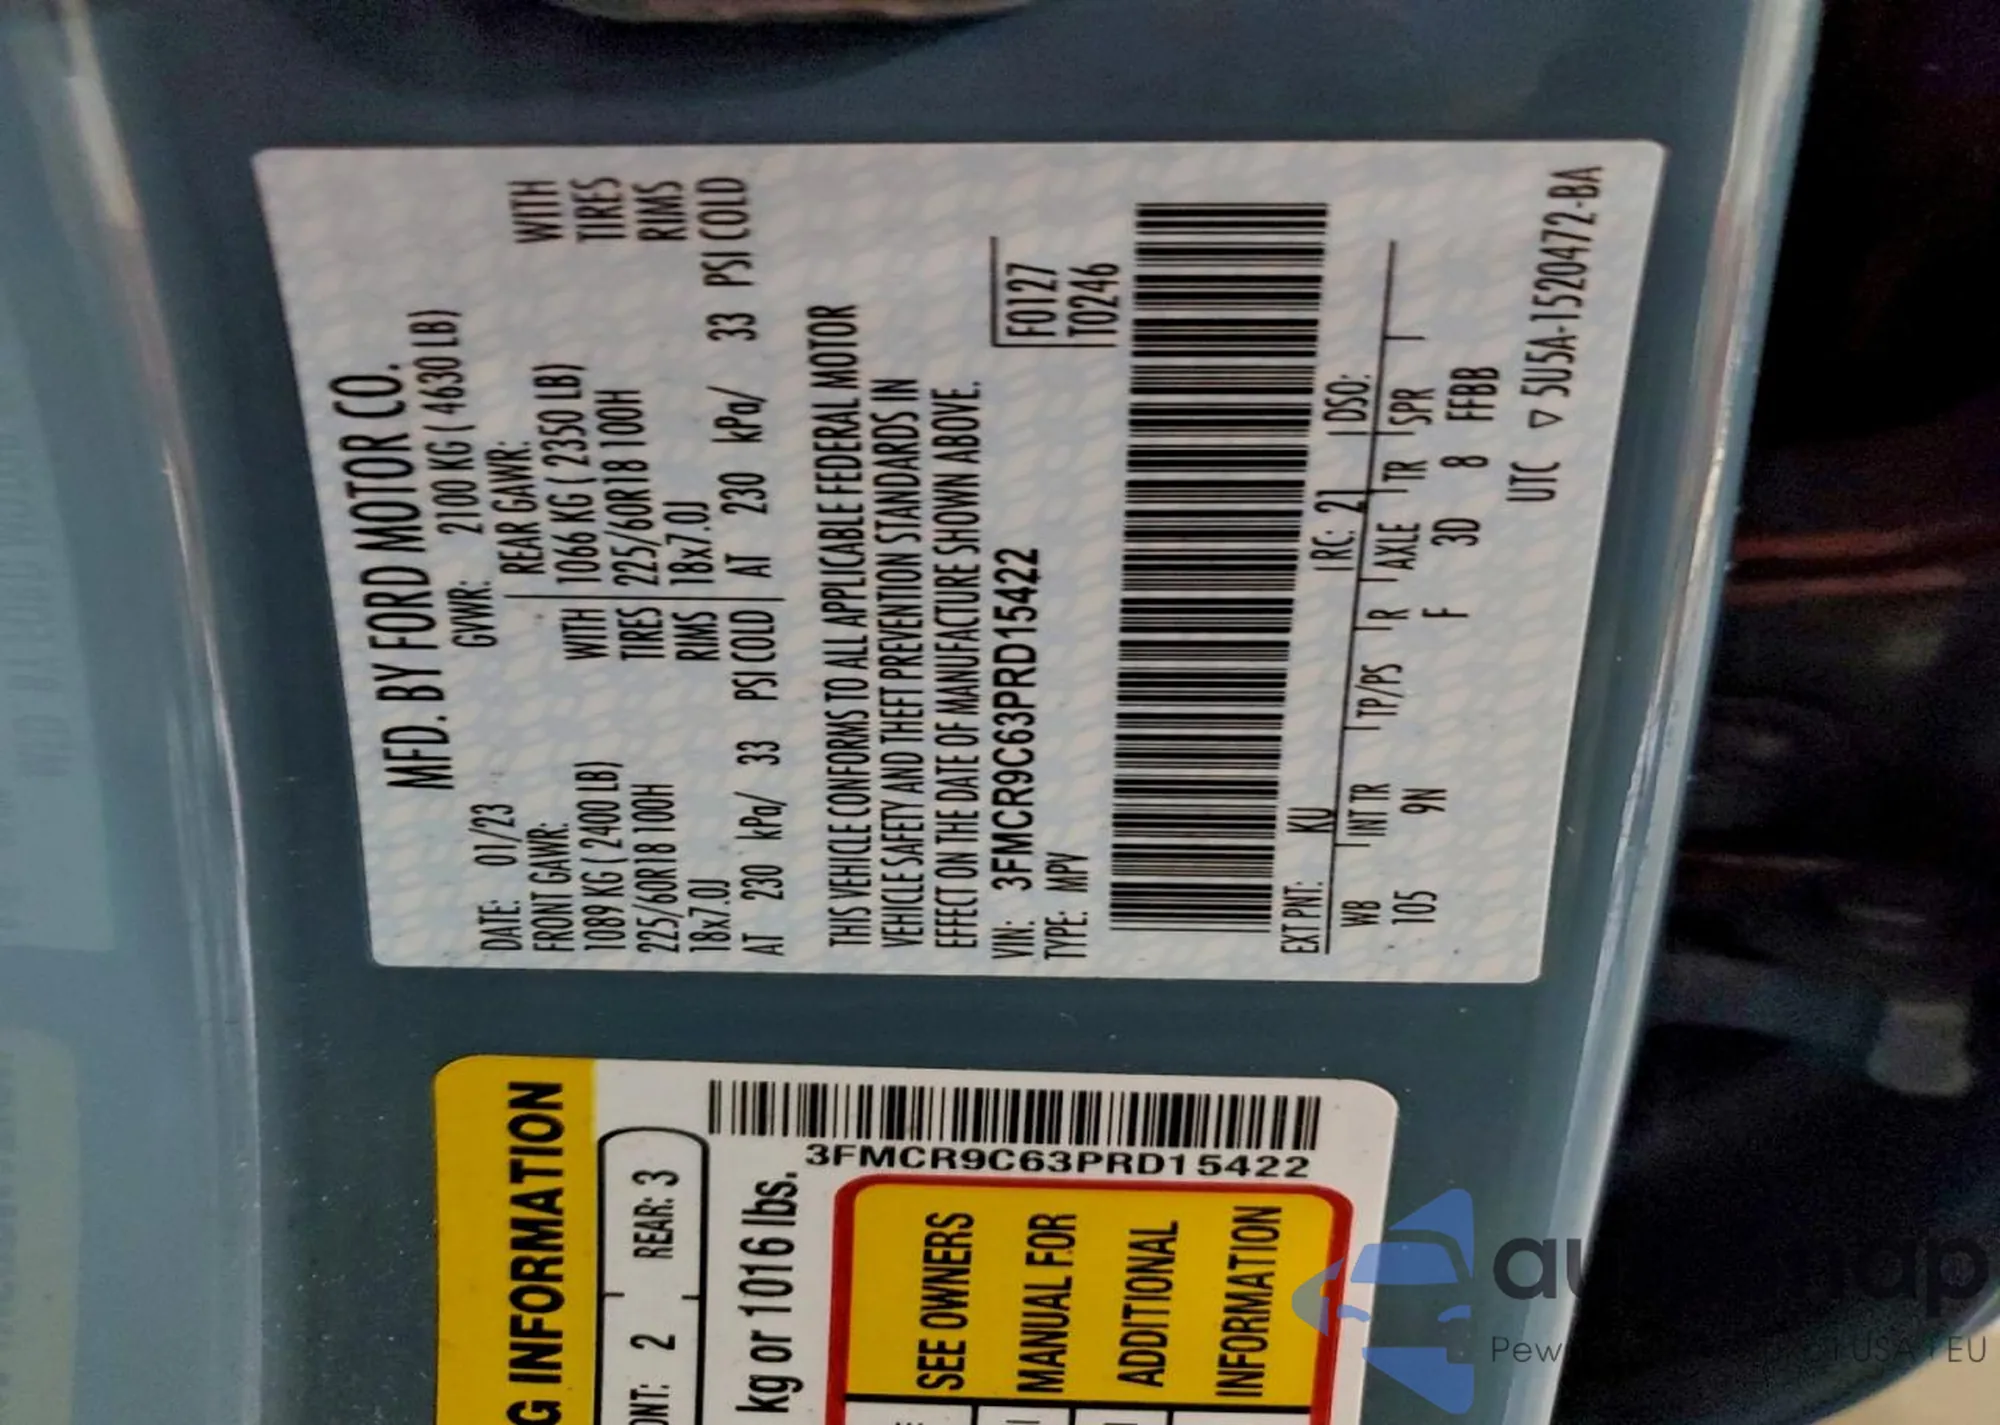 MFD. BY FORD MOTOR CO.
DATE: 01/23 GVWR: 2100 KG ( 4630 LB)
FRONT GAWR: REAR GAWR:
1089 KG ( 2400 LB) WITH 1066 KG ( 2350 LB) WITH
225/60R18 100H TIRES 225/60R18 100H TIRES
18x7.0J RIMS 18x7.0J RIMS
AT 230 kPa/ 33 PSI COLD AT 230 kPa/ 33 PSI COLD
THIS VEHICLE CONFORMS TO ALL APPLICABLE FEDERAL MOTOR
VEHICLE SAFETY AND THEFT PREVENTION STANDARDS IN
EFFECT ON THE DATE OF MANUFACTURE SHOWN ABOVE.
VIN: 3FMCR9C63PRD15422 F0127
TYPE: MPV T0246
EXT PNT: KU RC: 21 DSO:
WB INT TR TP/PS R AXLE TR SPR
105 9N F 3D 8 FFBB
UTC ▽ 5U5A-1520472-BA
G INFORMATION
ONT: 2 REAR: 3
kg or 1016 lbs.
3FMCR9C63PRD15422
SEE OWNERS
MANUAL FOR
ADDITIONAL
INFORMATION
USA EU